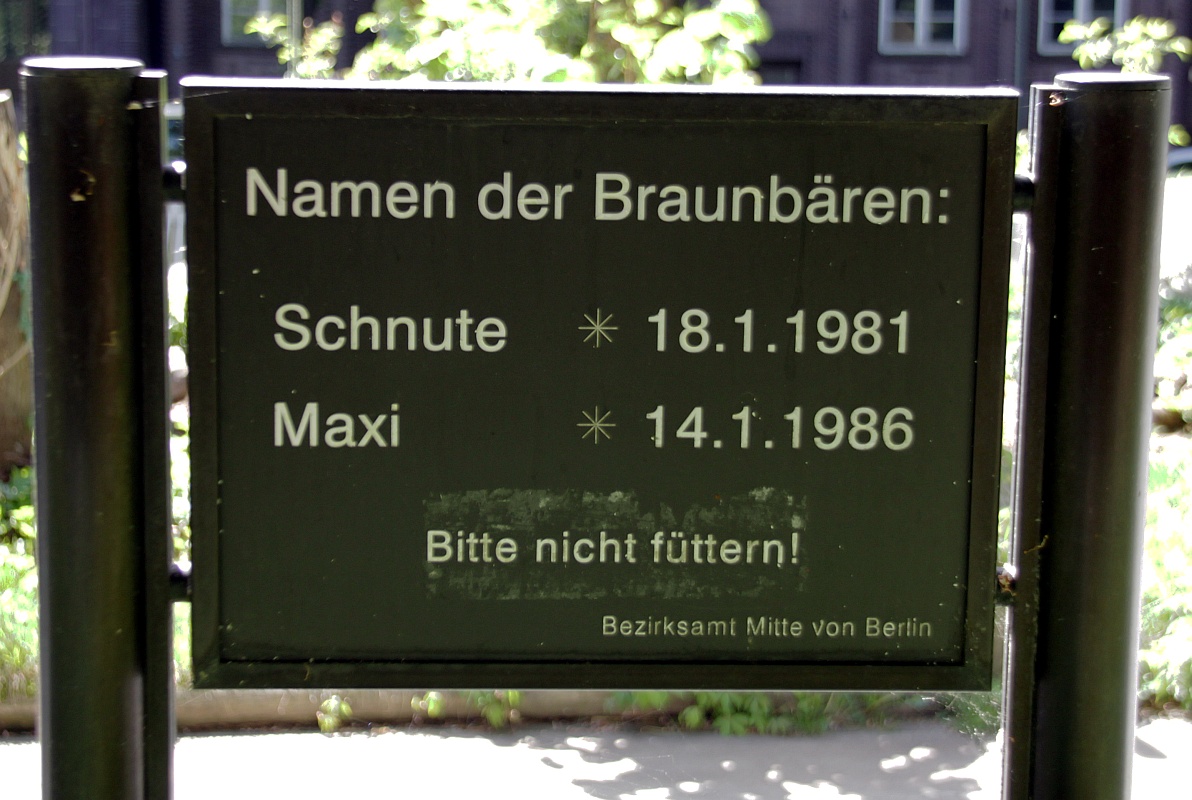 Namen der Braunbären:
Schnute ✳ 18.1.1981
Maxi ✳ 14.1.1986
Bitte nicht füttern!
Bezirksamt Mitte von Berlin